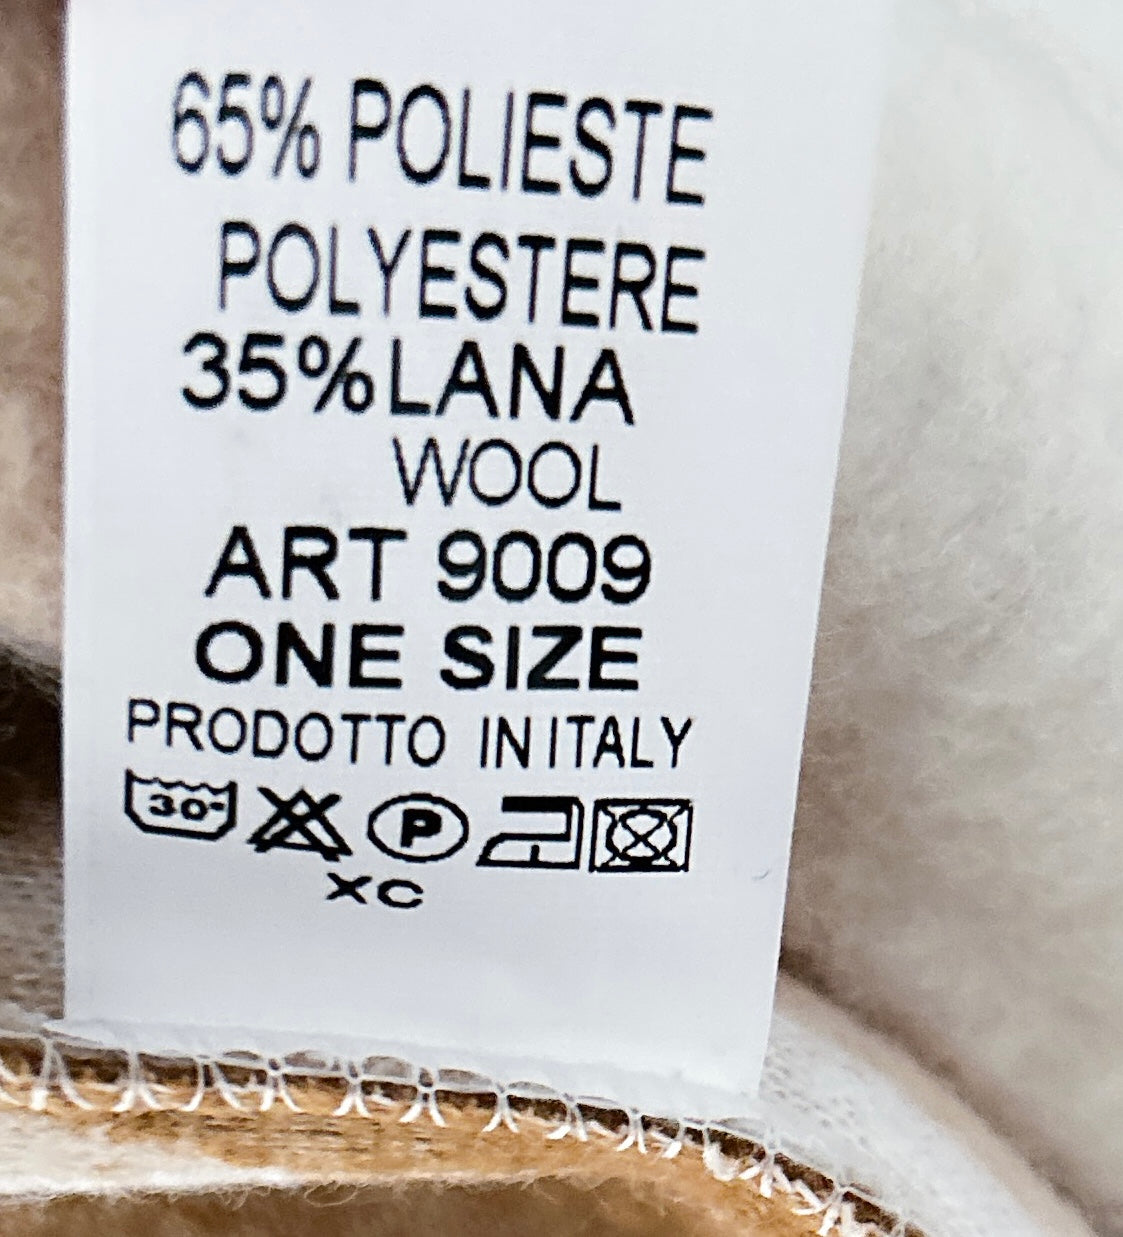 65% POLIESTE
POLYESTERE
35%LANA
WOOL
ART 9009
ONE SIZE
PRODOTTO IN ITALY
30° P
XC